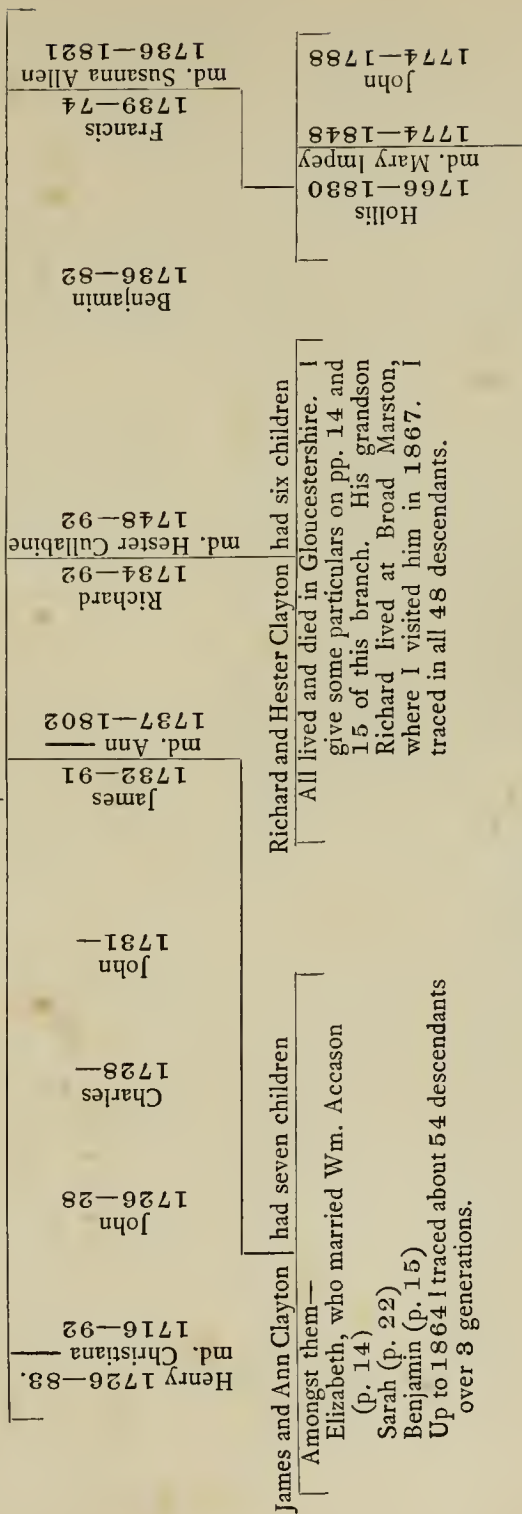 Henry 1726—83.
md. Christiana ——
1716—92
John
1726—28
Charles
1728—
John
1731—
James
1732—91
md. Ann ——
1737—1802
Richard
1734—92
md. Hester Cullabine
1748—92
Benjamin
1736—82
Francis
1739—74
md. Susanna Allen
1736—1821
James and Ann Clayton had seven children
Amongst them—
Elizabeth, who married Wm. Accason
(p. 14)
Sarah (p. 22)
Benjamin (p. 15)
Up to 1864 I traced about 54 descendants
over 3 generations.
Richard and Hester Clayton had six children
All lived and died in Gloucestershire. I
give some particulars on pp. 14 and
15 of this branch. His grandson
Richard lived at Broad Marston,
where I visited him in 1867. I
traced in all 48 descendants.
Hollis
1766—1830
md. Mary Impey
1774—1848
John
1774—1788